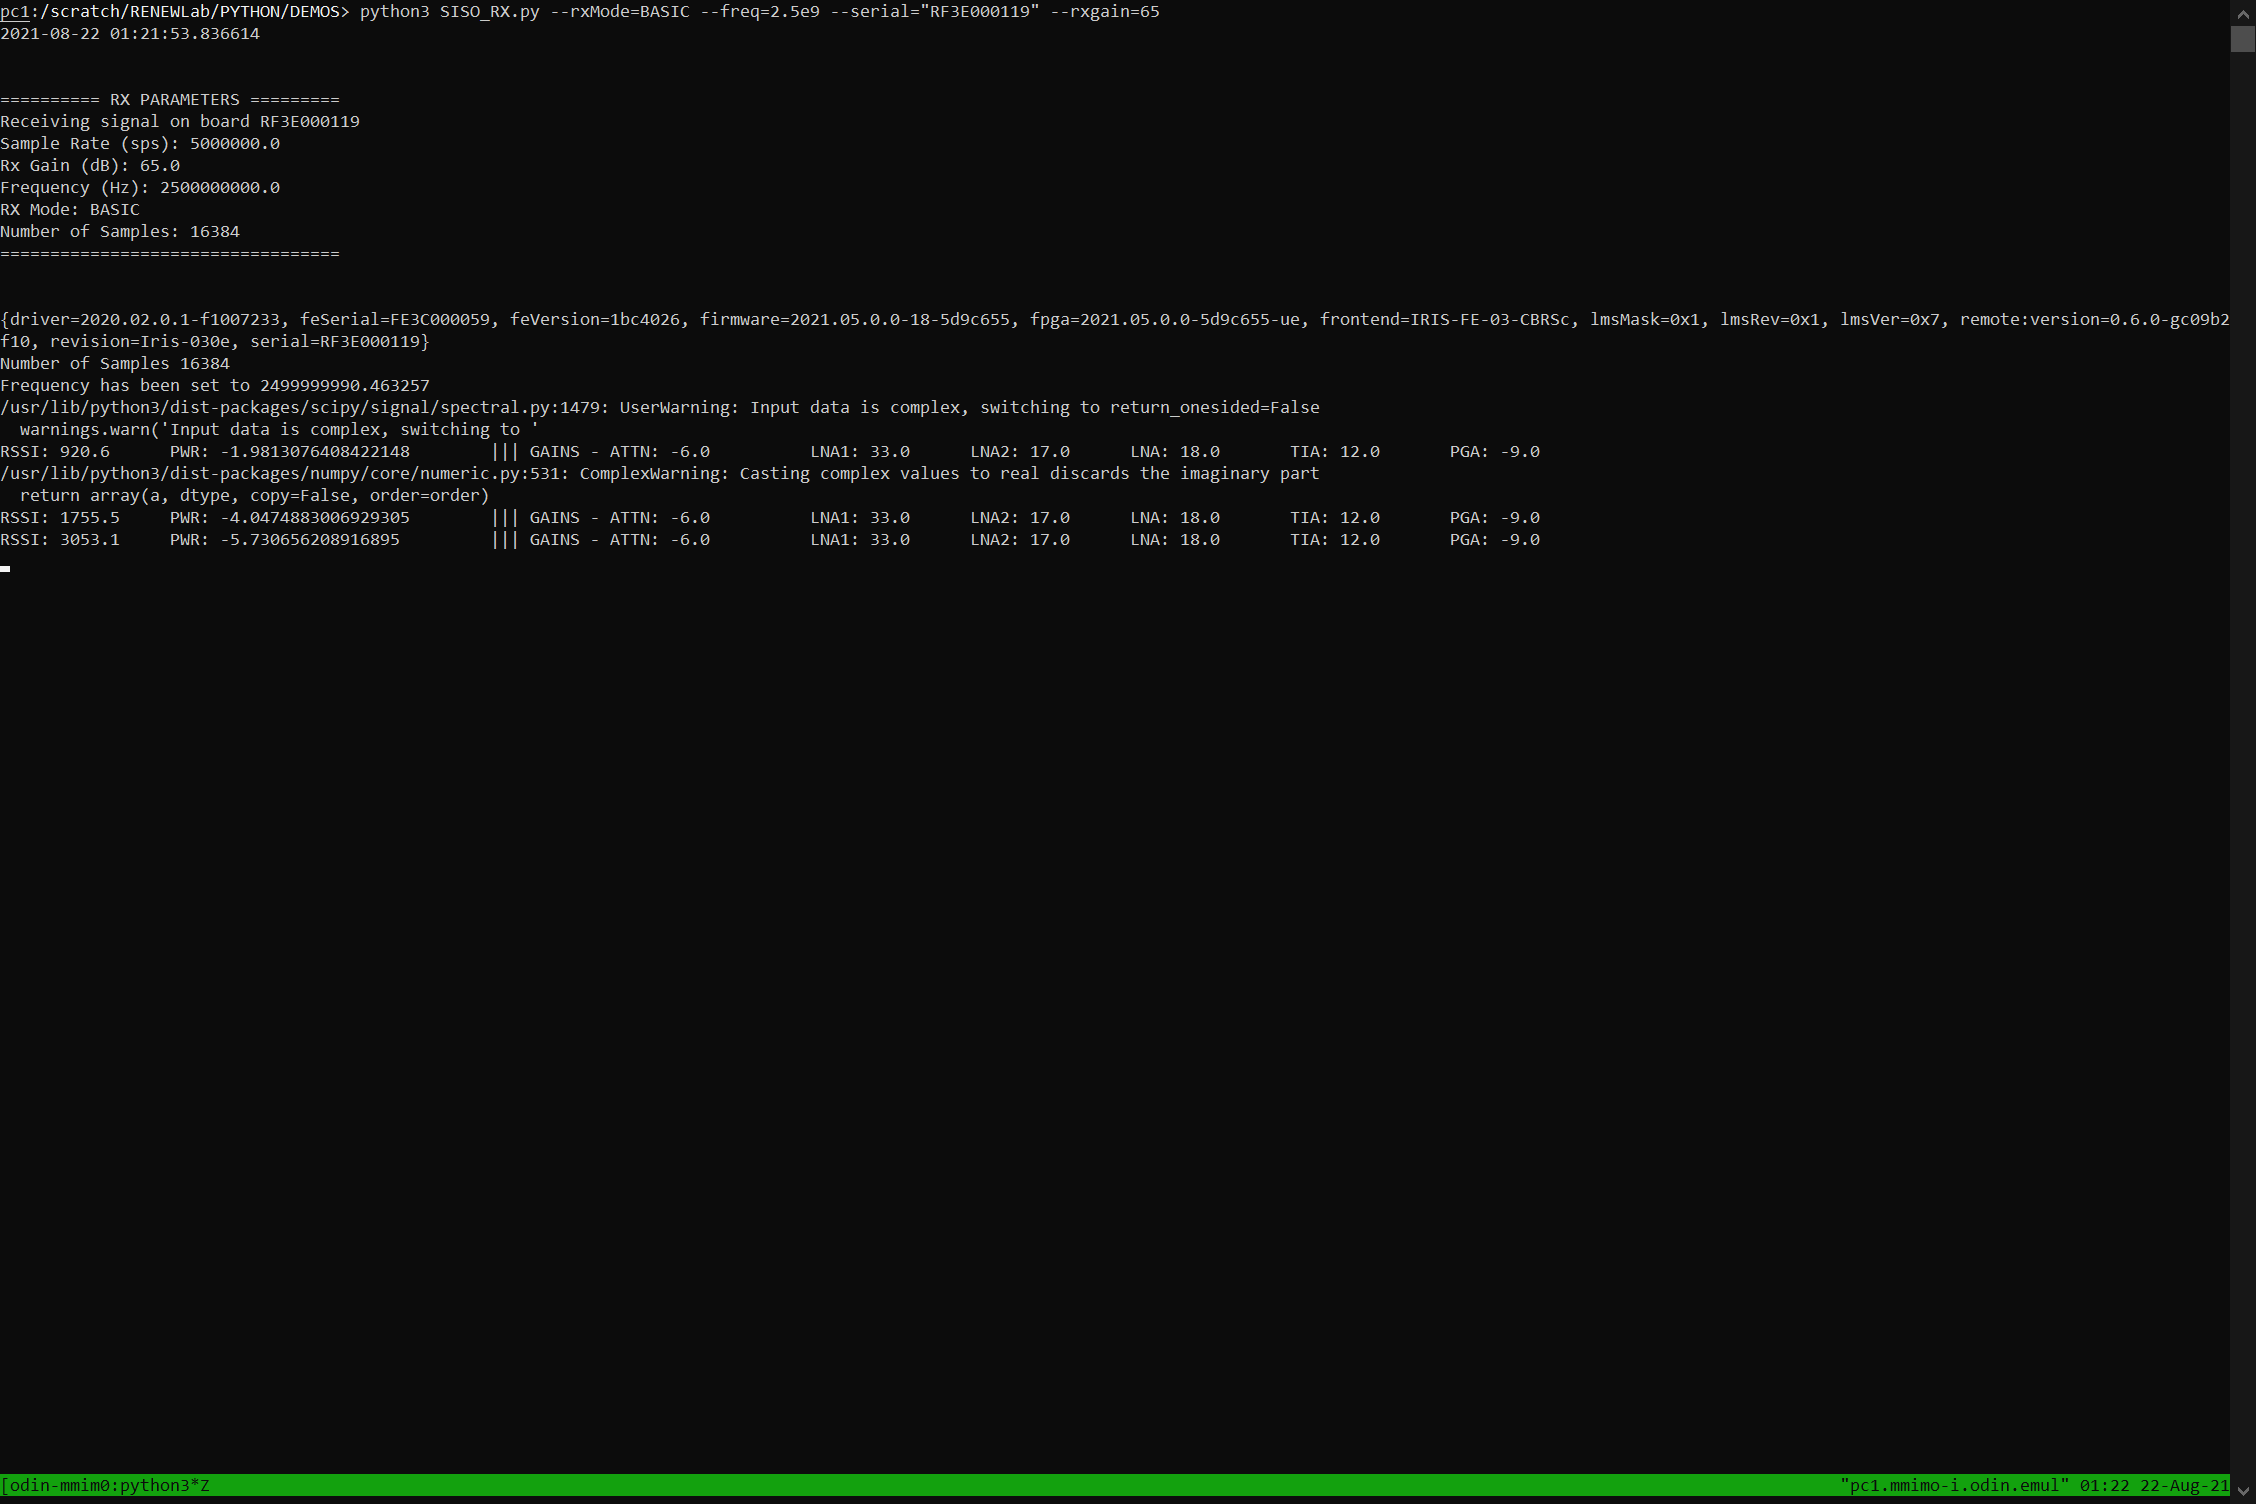 pc1:/scratch/RENEWLab/PYTHON/DEMOS> python3 SISO_RX.py --rxMode=BASIC --freq=2.5e9 --serial="RF3E000119" --rxgain=65
2021-08-22 01:21:53.836614
========== RX PARAMETERS =========
Receiving signal on board RF3E000119
Sample Rate (sps): 5000000.0
Rx Gain (dB): 65.0
Frequency (Hz): 2500000000.0
RX Mode: BASIC
Number of Samples: 16384
==================================
{driver=2020.02.0.1-f1007233, feSerial=FE3C000059, feVersion=1bc4026, firmware=2021.05.0.0-18-5d9c655, fpga=2021.05.0.0-5d9c655-ue, frontend=IRIS-FE-03-CBRSc, lmsMask=0x1, lmsRev=0x1, lmsVer=0x7, remote:version=0.6.0-gc09b2
f10, revision=Iris-030e, serial=RF3E000119}
Number of Samples 16384
Frequency has been set to 2499999990.463257
/usr/lib/python3/dist-packages/scipy/signal/spectral.py:1479: UserWarning: Input data is complex, switching to return_onesided=False
  warnings.warn('Input data is complex, switching to '
RSSI: 920.6      PWR: -1.9813076408422148        ||| GAINS - ATTN: -6.0          LNA1: 33.0      LNA2: 17.0      LNA: 18.0       TIA: 12.0       PGA: -9.0
/usr/lib/python3/dist-packages/numpy/core/numeric.py:531: ComplexWarning: Casting complex values to real discards the imaginary part
  return array(a, dtype, copy=False, order=order)
RSSI: 1755.5     PWR: -4.0474883006929305        ||| GAINS - ATTN: -6.0          LNA1: 33.0      LNA2: 17.0      LNA: 18.0       TIA: 12.0       PGA: -9.0
RSSI: 3053.1     PWR: -5.730656208916895         ||| GAINS - ATTN: -6.0          LNA1: 33.0      LNA2: 17.0      LNA: 18.0       TIA: 12.0       PGA: -9.0
[odin-mmim0:python3*Z "pc1.mmimo-i.odin.emul" 01:22 22-Aug-21